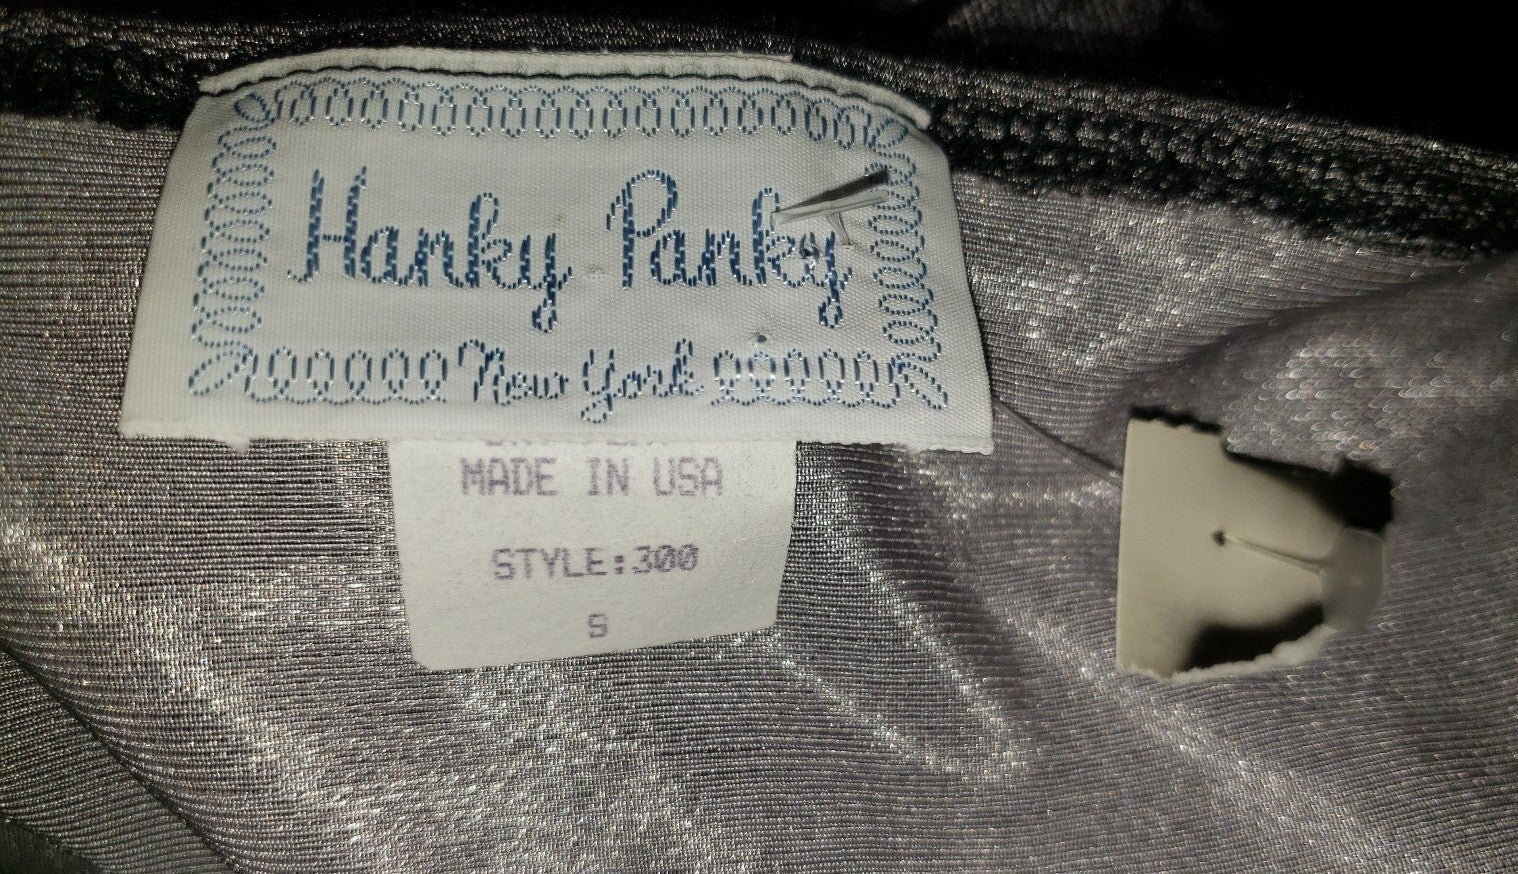 Hanky Panky
New York
MADE IN USA
STYLE:300
S